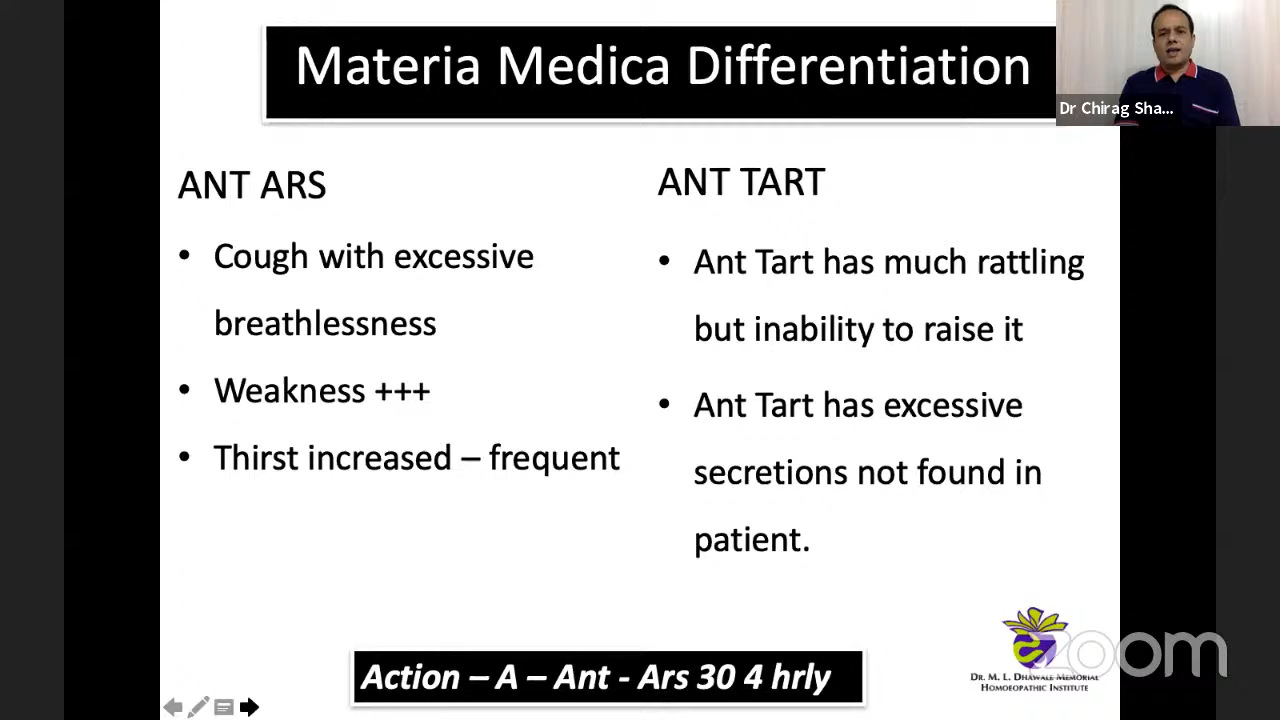 Materia Medica Differentiation
Dr Chirag Sha...
ANT ARS
• Cough with excessive
breathlessness
• Weakness +++
• Thirst increased – frequent
ANT TART
• Ant Tart has much rattling
but inability to raise it
• Ant Tart has excessive
secretions not found in
patient.
Action – A – Ant - Ars 30 4 hrly
zoom
Dr. M. L. Dhawale Memorial
Homoeopathic Institute